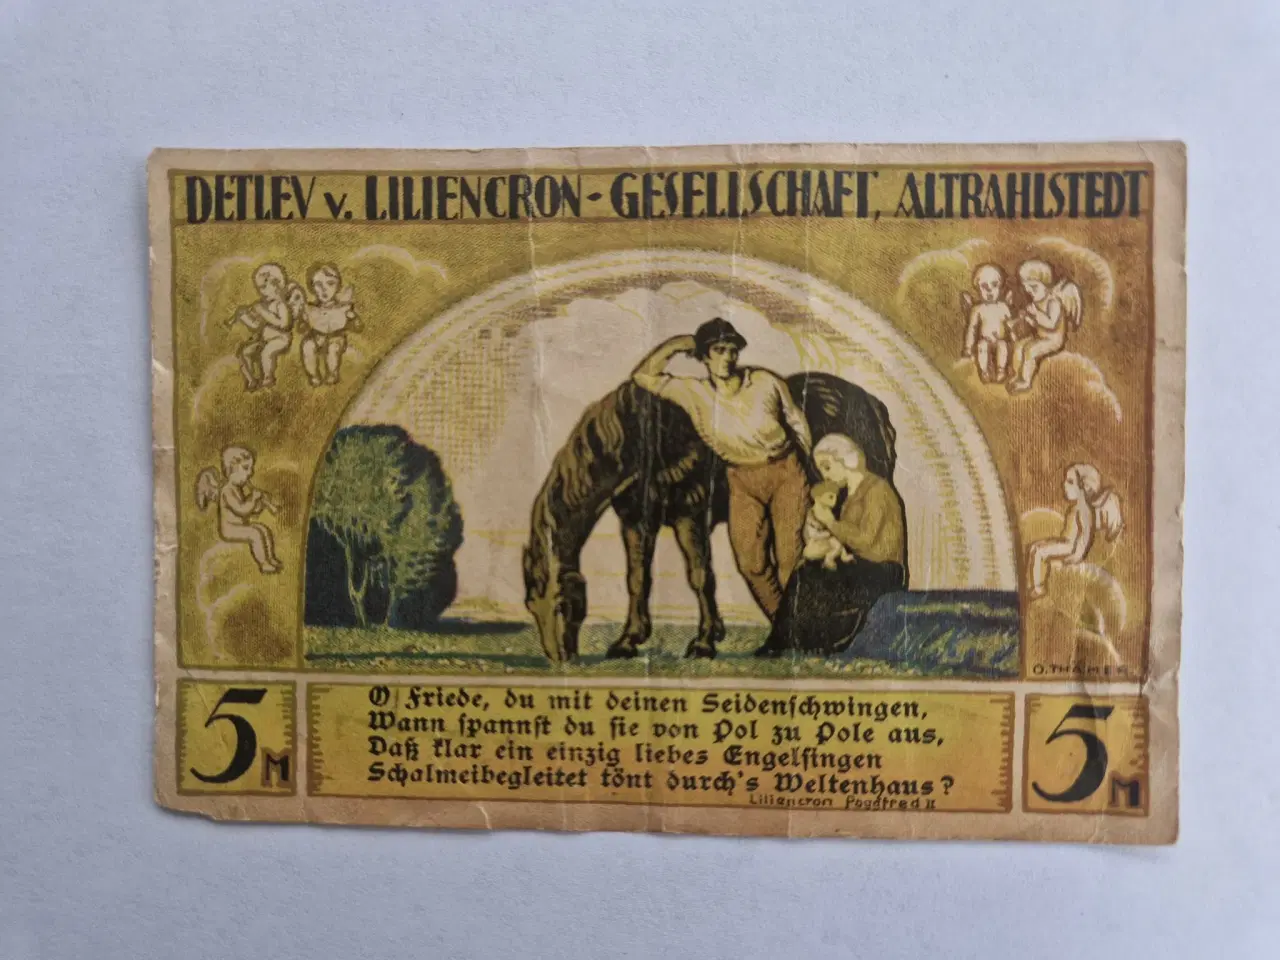 DETLEV v. LILIENCRON-GESELLSCHAFT, ALTRAHLSTEDT
O. THÄMER.
5 M
O Friede, du mit deinen Seidenschwingen,
Wann spannst du sie von Pol zu Pole aus,
Daß klar ein einzig liebes Engelsingen
Schalmeibegleitet tönt durch's Weltenhaus?
Liliencron Poggfred II
5 M